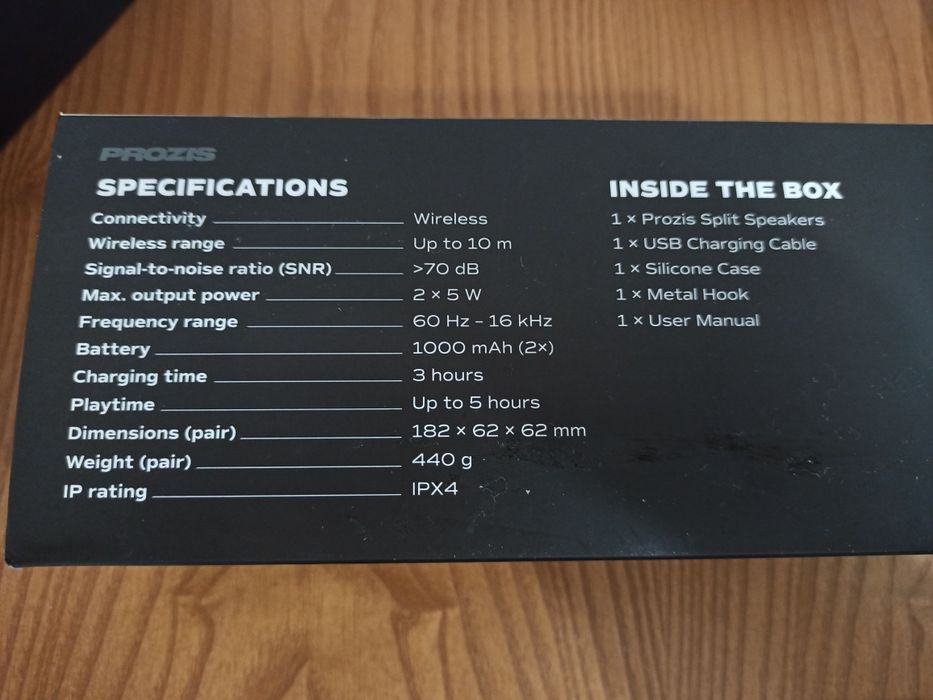 PROZIS
SPECIFICATIONS
Connectivity Wireless
Wireless range Up to 10 m
Signal-to-noise ratio (SNR) >70 dB
Max. output power 2 × 5 W
Frequency range 60 Hz - 16 kHz
Battery 1000 mAh (2×)
Charging time 3 hours
Playtime Up to 5 hours
Dimensions (pair) 182 × 62 × 62 mm
Weight (pair) 440 g
IP rating IPX4
INSIDE THE BOX
1 × Prozis Split Speakers
1 × USB Charging Cable
1 × Silicone Case
1 × Metal Hook
1 × User Manual